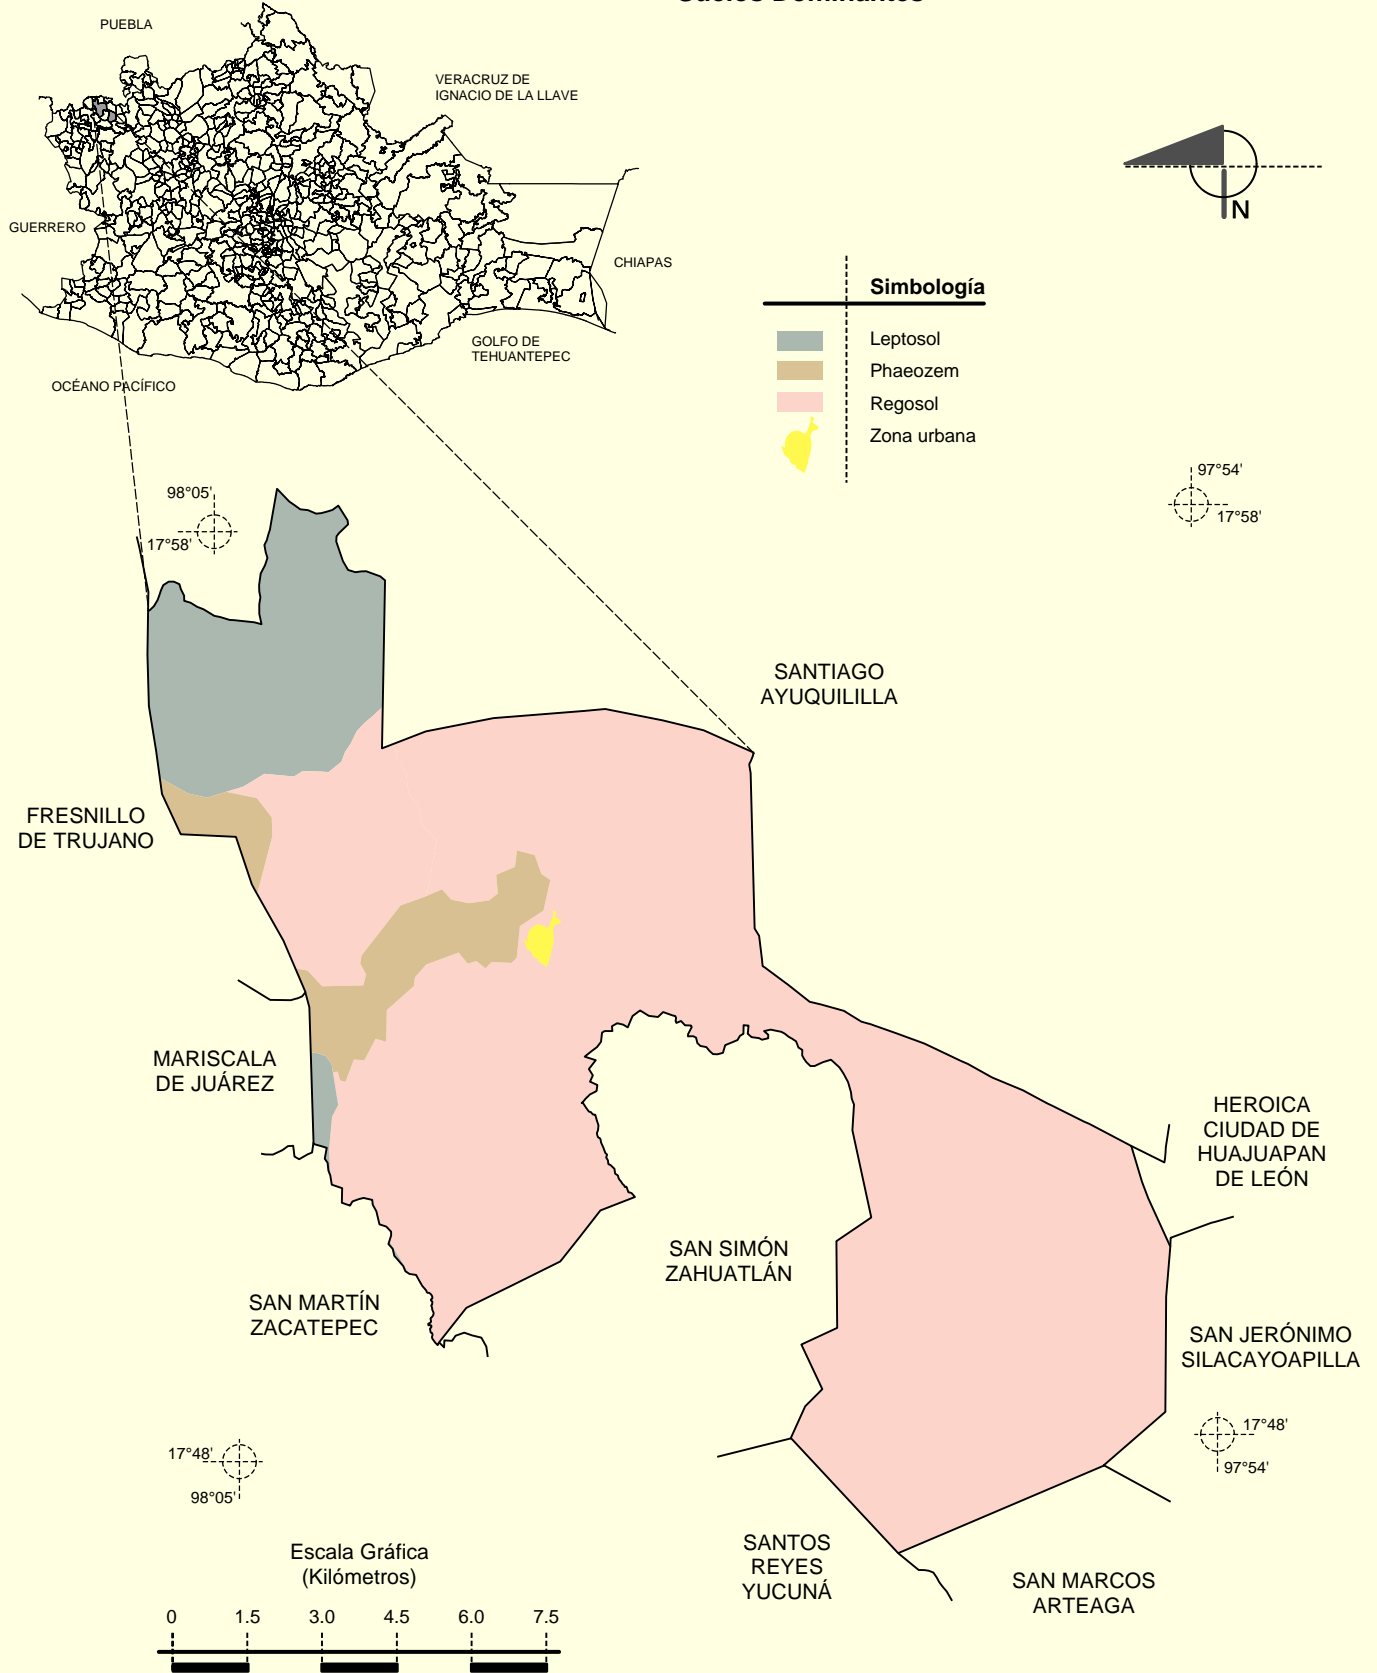 Suelos Dominantes
PUEBLA
VERACRUZ DE
IGNACIO DE LA LLAVE
GUERRERO
CHIAPAS
GOLFO DE
TEHUANTEPEC
OCÉANO PACÍFICO
N
Simbología
Leptosol
Phaeozem
Regosol
Zona urbana
98°05'
17°58'
97°54'
17°58'
SANTIAGO
AYUQUILILLA
FRESNILLO
DE TRUJANO
MARISCALA
DE JUÁREZ
HEROICA
CIUDAD DE
HUAJUAPAN
DE LEÓN
SAN SIMÓN
ZAHUATLÁN
SAN MARTÍN
ZACATEPEC
SAN JERÓNIMO
SILACAYOAPILLA
17°48'
98°05'
17°48'
97°54'
SANTOS
REYES
YUCUNÁ
SAN MARCOS
ARTEAGA
Escala Gráfica
(Kilómetros)
0 1.5 3.0 4.5 6.0 7.5